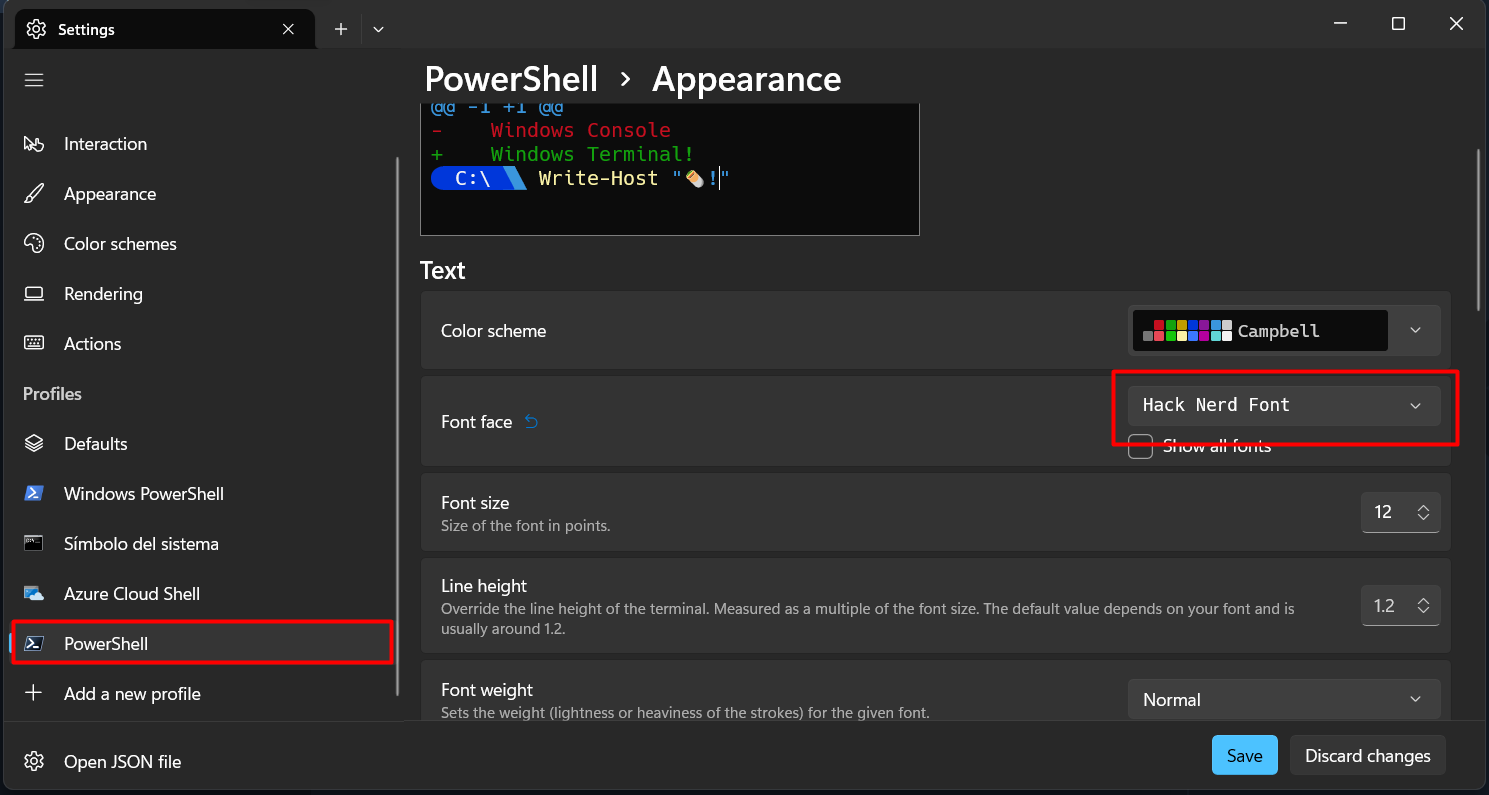 Settings
PowerShell › Appearance
Interaction
Appearance
Color schemes
Rendering
Actions
Profiles
Defaults
Windows PowerShell
Símbolo del sistema
Azure Cloud Shell
PowerShell
Add a new profile
Open JSON file
@@ -1 +1 @@
- Windows Console
+ Windows Terminal!
C:\ Write-Host "🌯!"
Text
Color scheme
Campbell
Font face
Hack Nerd Font
Show all fonts
Font size
Size of the font in points.
12
Line height
Override the line height of the terminal. Measured as a multiple of the font size. The default value depends on your font and is
usually around 1.2.
1.2
Font weight
Sets the weight (lightness or heaviness of the strokes) for the given font.
Normal
Save
Discard changes